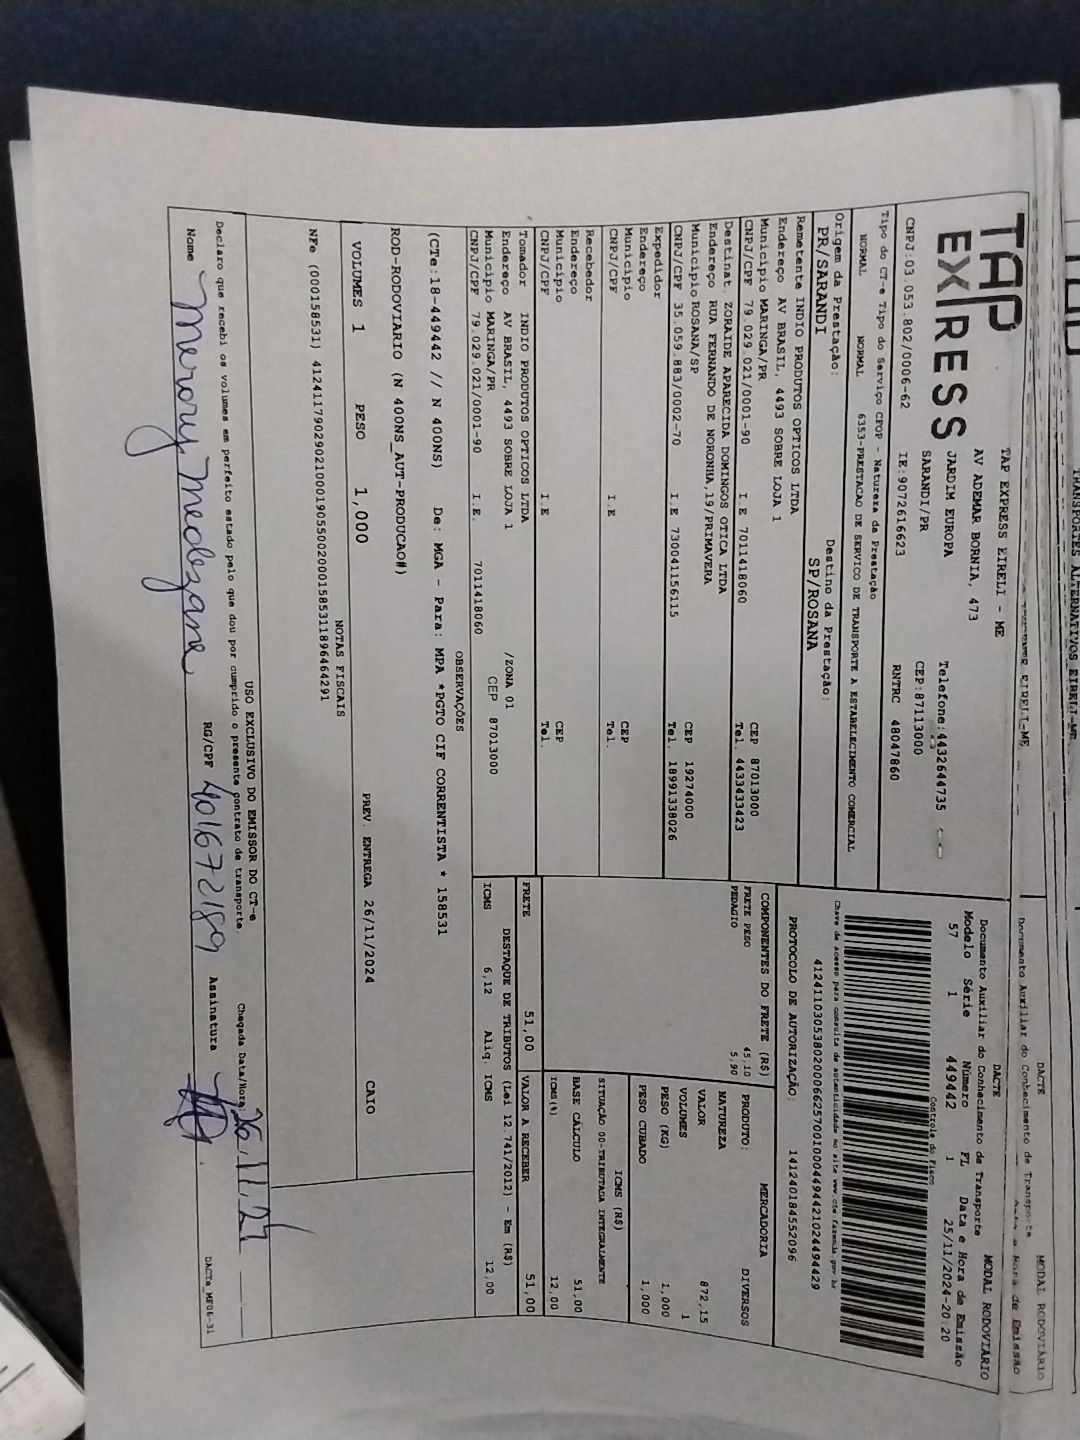 TRANSPORTES ALTERNATIVOS EIRELI-ME
DACTE MODAL RODOVIARIO
Documento Auxiliar do Conhecimento de Transporte
TAP EXPRESS
TAP EXPRESS EIRELI - ME
AV ADEMAR BORNIA, 473
JARDIM EUROPA Telefone:4432644735
SARANDI/PR CEP:87113000
CNPJ:03.053.802/0006-62 IE:9072616623 RNTRC 48047860
DACTE MODAL RODOVIARIO
Documento Auxiliar do Conhecimento de Transporte
Modelo Série Número FL Data e Hora de Emissão
57 1 449442 1 25/11/2024-20:20
Controle do Fisco
Chave de acesso para consulta de autenticidade no site www.cte.fazenda.gov.br
41241103053802000662570010004494421024494429
PROTOCOLO DE AUTORIZAÇÃO: 141240184552096
Tipo do CT-e Tipo do Serviço CFOP - Natureza da Prestação
NORMAL NORMAL 6353-PRESTACAO DE SERVICO DE TRANSPORTE A ESTABELECIMENTO COMERCIAL
Origem da Prestação: Destino da Prestação:
PR/SARANDI SP/ROSANA
Remetente INDIO PRODUTOS OPTICOS LTDA
Endereço AV BRASIL, 4493 SOBRE LOJA 1
Município MARINGA/PR CEP 87013000
CNPJ/CPF 79.029.021/0001-90 I.E 7011418060 Tel. 4433433423
Destinat. ZORAIDE APARECIDA DOMINGOS OTICA LTDA
Endereço RUA FERNANDO DE NORONHA,19/PRIMAVERA
Município ROSANA/SP CEP 19274000
CNPJ/CPF 35.059.883/0002-70 I.E 730041156115 Tel. 18991338026
Expedidor
Endereço
Município CEP
CNPJ/CPF I.E Tel.
Recebedor
Endereço
Município CEP
CNPJ/CPF I.E Tel.
Tomador INDIO PRODUTOS OPTICOS LTDA
Endereço AV BRASIL, 4493 SOBRE LOJA 1 /ZONA 01
Município MARINGA/PR CEP 87013000
CNPJ/CPF 79.029.021/0001-90 I.E. 7011418060
COMPONENTES DO FRETE (R$)
FRETE PESO 45,10
PEDAGIO 5,90
MERCADORIA
PRODUTO: DIVERSOS
NATUREZA
VALOR 872,15
VOLUMES 1
PESO (KG) 1,000
PESO CUBADO 1,000
ICMS (R$)
SITUAÇÃO 00-TRIBUTADA INTEGRALMENTE
BASE CÁLCULO 51,00
ICMS(%) 12,00
FRETE 51,00 VALOR A RECEBER 51,00
DESTAQUE DE TRIBUTOS (Lei 12.741/2012) - Em (R$)
ICMS 6,12 Aliq ICMS 12,00
OBSERVAÇÕES
(CTe:18-449442 // N 400NS) De: MGA - Para: MPA *PGTO CIF CORRENTISTA * 158531
ROD-RODOVIARIO (N 400NS_AUT-PRODUCAO#)
VOLUMES 1 PESO 1,000 PREV. ENTREGA 26/11/2024 CAIO
NOTAS FISCAIS
NFe (000158531) 41241179029021000190550020001585311896464291
USO EXCLUSIVO DO EMISSOR DO CT-e
Declaro que recebi os volumes em perfeito estado pelo que dou por cumprido o presente contrato de transporte. Chegada Data/Hora 26.11.24
Nome RG/CPF 401672189 Assinatura
DACTe_MP06-31